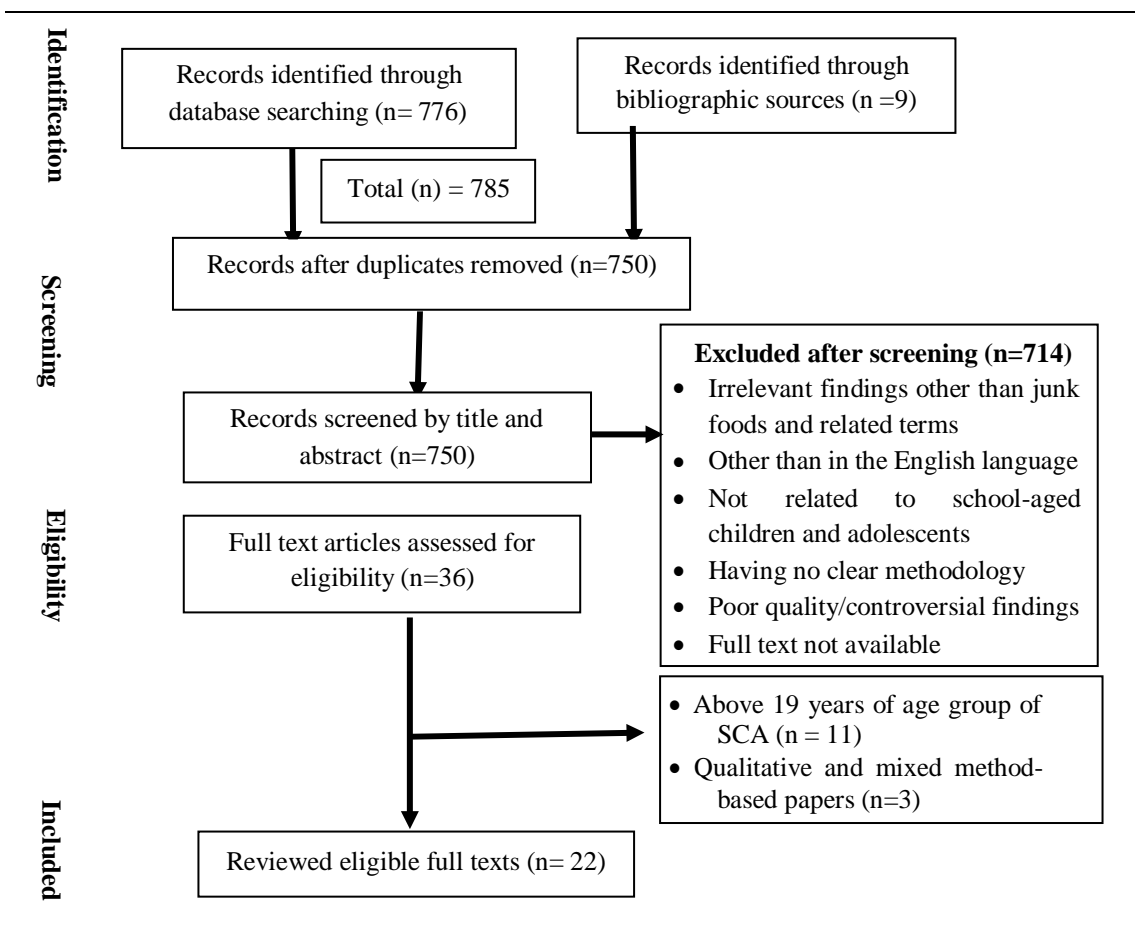 Identification
Records identified through
database searching (n= 776)
Records identified through
bibliographic sources (n =9)
Total (n) = 785
Records after duplicates removed (n=750)
Screening
Records screened by title and
abstract (n=750)
Excluded after screening (n=714)
• Irrelevant findings other than junk
foods and related terms
• Other than in the English language
• Not related to school-aged
children and adolescents
• Having no clear methodology
• Poor quality/controversial findings
• Full text not available
Eligibility
Full text articles assessed for
eligibility (n=36)
• Above 19 years of age group of
SCA (n = 11)
• Qualitative and mixed method-
based papers (n=3)
Included
Reviewed eligible full texts (n= 22)